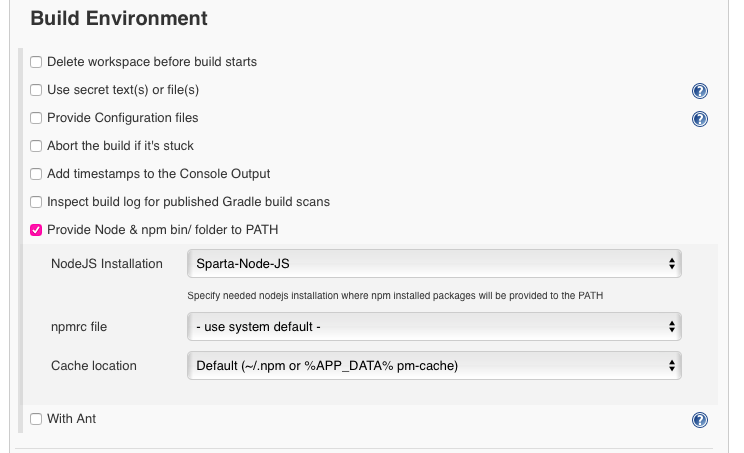 Build Environment
Delete workspace before build starts
Use secret text(s) or file(s)
?
Provide Configuration files
?
Abort the build if it's stuck
Add timestamps to the Console Output
Inspect build log for published Gradle build scans
Provide Node & npm bin/ folder to PATH
NodeJS Installation
Sparta-Node-JS
Specify needed nodejs installation where npm installed packages will be provided to the PATH
npmrc file
- use system default -
Cache location
Default (~/.npm or %APP_DATA% pm-cache)
With Ant
?